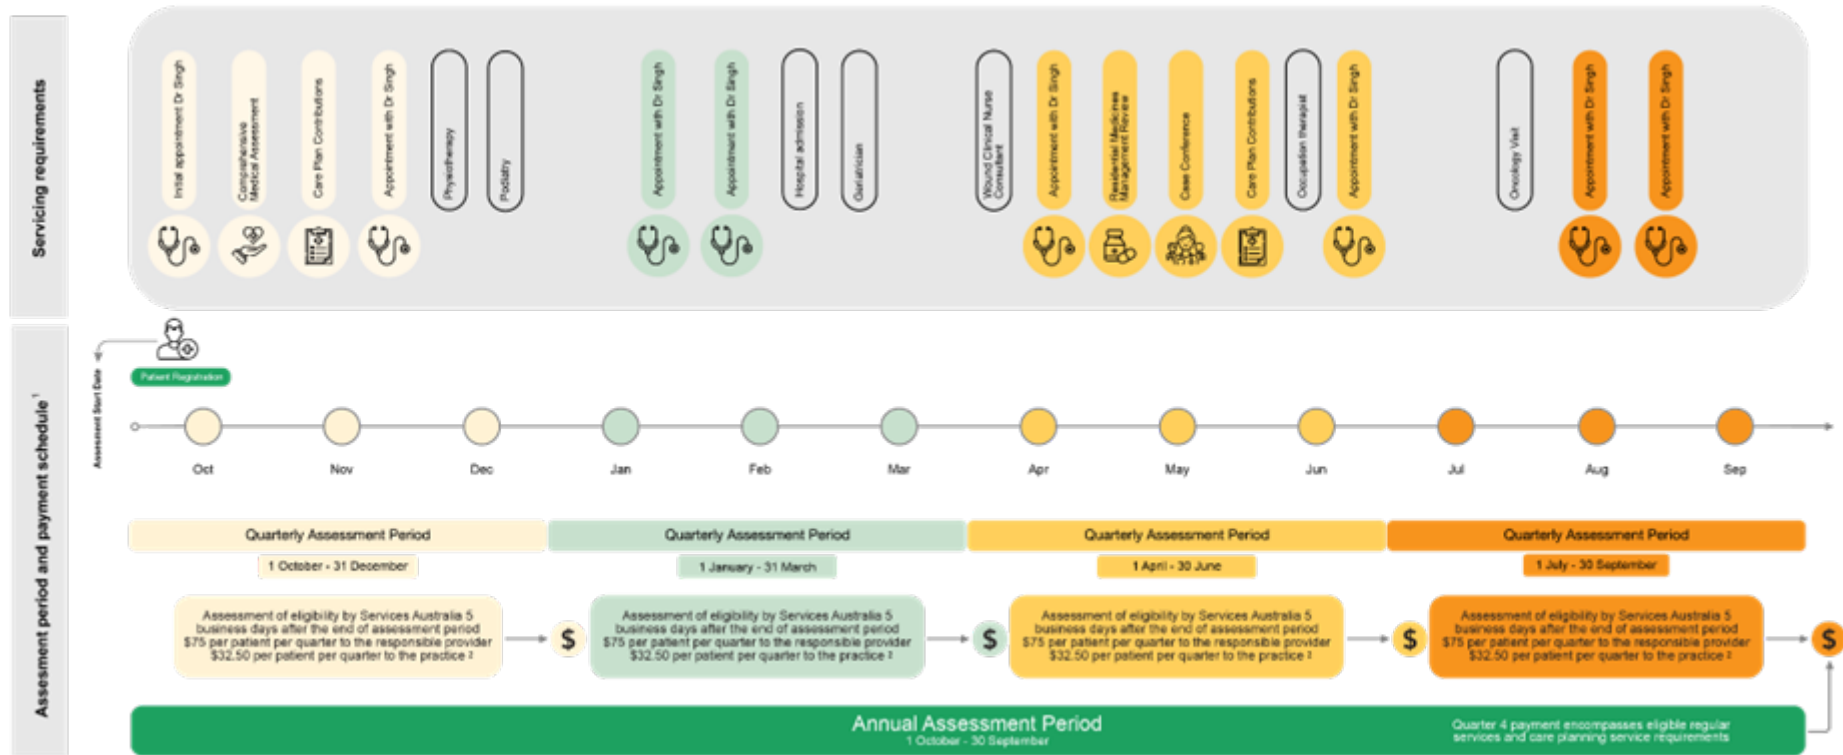 Servicing requirements
Initial appointment Dr Singh
Comprehensive
Medical Assessment
Care Plan Contributions
Appointment with Dr Singh
Physiotherapy
Podiatry
Appointment with Dr Singh
Appointment with Dr Singh
Hospital admission
Geriatrician
Wound Clinical Nurse
Consultant
Appointment with Dr Singh
Residential Medicines
Management Review
Case Conference
Care Plan Contributions
Occupation therapist
Appointment with Dr Singh
Oncology Visit
Appointment with Dr Singh
Appointment with Dr Singh
Assesment period and payment schedule 1
Assesment Start Date
Patient Registration
Oct
Nov
Dec
Jan
Feb
Mar
Apr
May
Jun
Jul
Aug
Sep
Quarterly Assessment Period
Quarterly Assessment Period
Quarterly Assessment Period
Quarterly Assessment Period
1 October - 31 December
1 January - 31 March
1 April - 30 June
1 July - 30 September
Assessment of eligibility by Services Australia 5
business days after the end of assessment period
$75 per patient per quarter to the responsible provider
$32.50 per patient per quarter to the practice 2
$
Assessment of eligibility by Services Australia 5
business days after the end of assessment period
$75 per patient per quarter to the responsible provider
$32.50 per patient per quarter to the practice 2
$
Assessment of eligibility by Services Australia 5
business days after the end of assessment period
$75 per patient per quarter to the responsible provider
$32.50 per patient per quarter to the practice 2
$
Assessment of eligibility by Services Australia 5
business days after the end of assessment period
$75 per patient per quarter to the responsible provider
$32.50 per patient per quarter to the practice 2
$
Annual Assessment Period
1 October - 30 September
Quarter 4 payment encompasses eligible regular
services and care planning service requirements